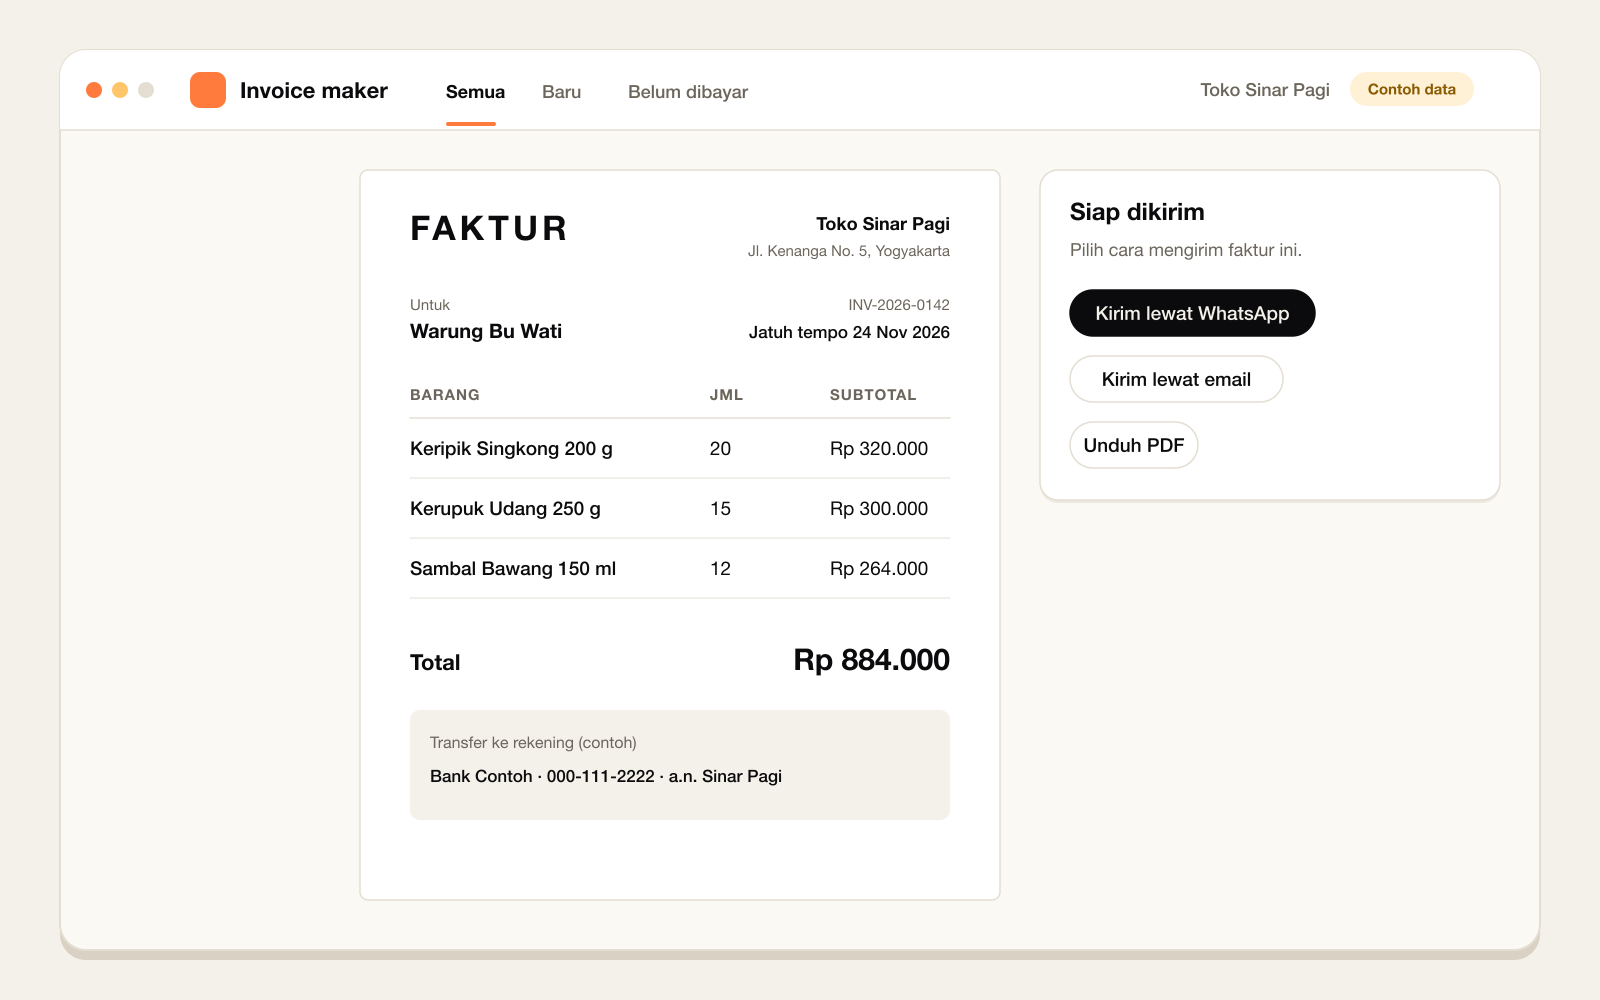 Invoice maker
Semua
Baru
Belum dibayar
Toko Sinar Pagi
Contoh data
FAKTUR
Toko Sinar Pagi
Jl. Kenanga No. 5, Yogyakarta
Untuk
INV-2026-0142
Warung Bu Wati
Jatuh tempo 24 Nov 2026
BARANG JML SUBTOTAL
Keripik Singkong 200 g 20 Rp 320.000
Kerupuk Udang 250 g 15 Rp 300.000
Sambal Bawang 150 ml 12 Rp 264.000
Total Rp 884.000
Transfer ke rekening (contoh)
Bank Contoh · 000-111-2222 · a.n. Sinar Pagi
Siap dikirim
Pilih cara mengirim faktur ini.
Kirim lewat WhatsApp
Kirim lewat email
Unduh PDF